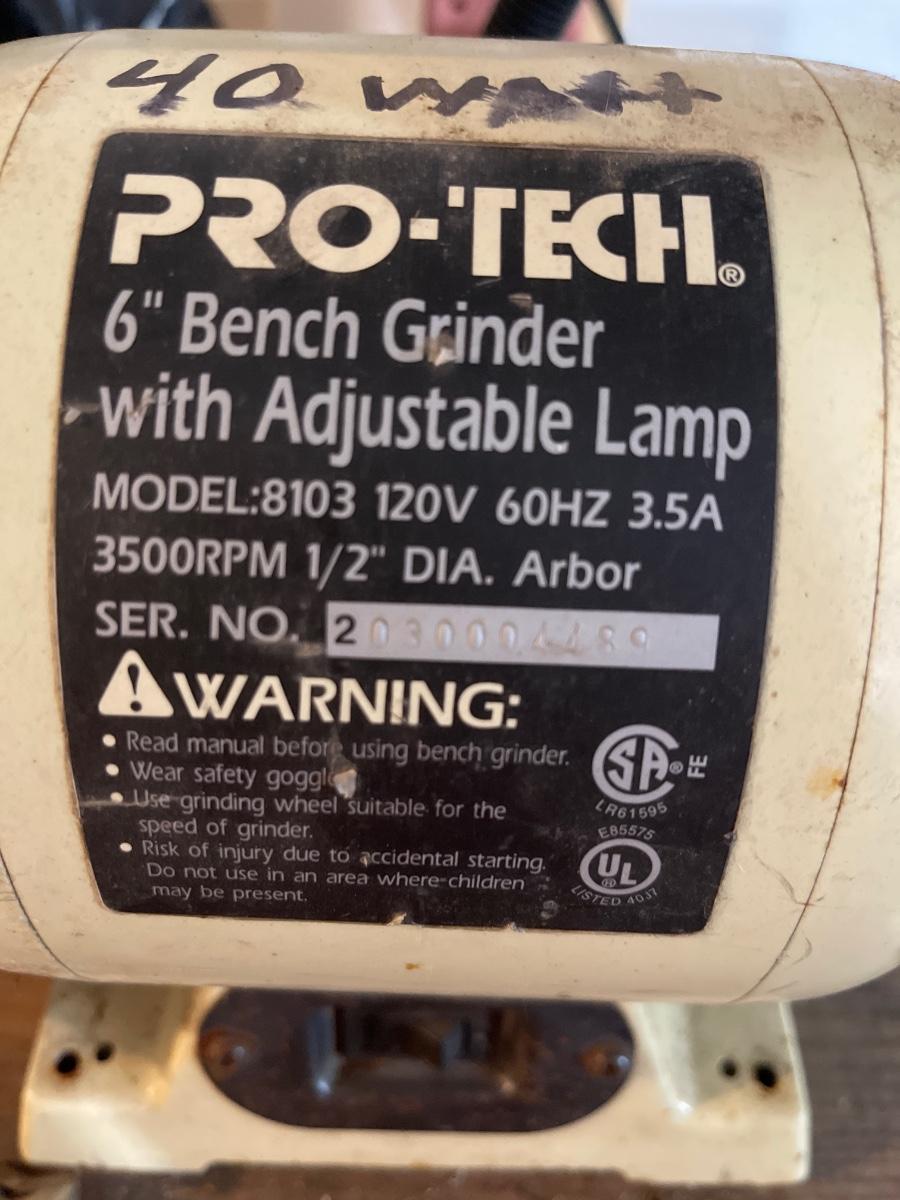 40 watt
PRO-TECH®
6" Bench Grinder
with Adjustable Lamp
MODEL:8103 120V 60HZ 3.5A
3500RPM 1/2" DIA. Arbor
SER. NO. 2030004489
WARNING:
• Read manual before using bench grinder.
• Wear safety goggles
• Use grinding wheel suitable for the
speed of grinder.
• Risk of injury due to accidental starting.
Do not use in an area where children
may be present.
SA® FE
LR61595
E85575
UL
LISTED 40J7